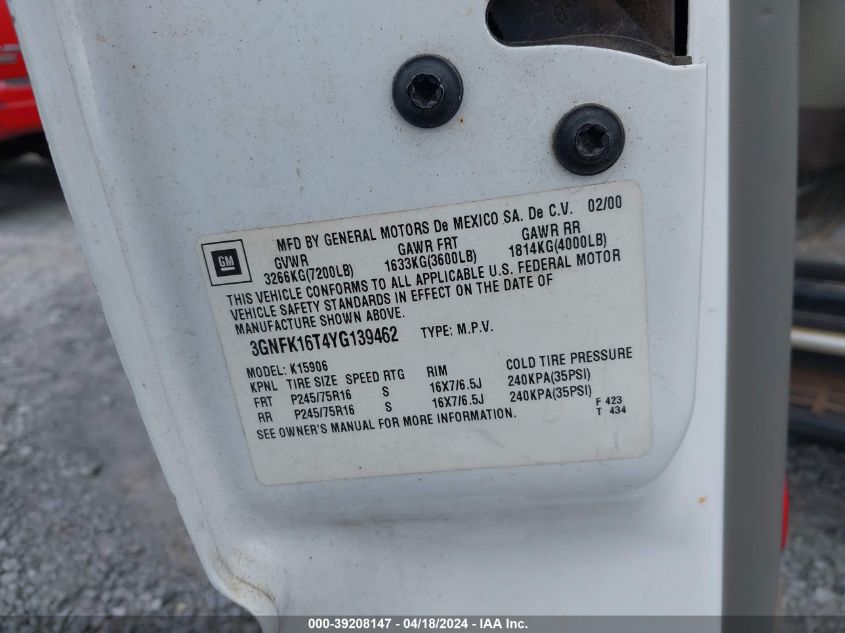 GM
MFD BY GENERAL MOTORS De MEXICO SA. De C.V. 02/00
GVWR GAWR FRT GAWR RR
3266KG(7200LB) 1633KG(3600LB) 1814KG(4000LB)
THIS VEHICLE CONFORMS TO ALL APPLICABLE U.S. FEDERAL MOTOR
VEHICLE SAFETY STANDARDS IN EFFECT ON THE DATE OF
MANUFACTURE SHOWN ABOVE.
3GNFK16T4YG139462 TYPE: M.P.V.
MODEL: K15906
KPNL TIRE SIZE SPEED RTG RIM COLD TIRE PRESSURE
FRT P245/75R16 S 16X7/6.5J 240KPA(35PSI)
RR P245/75R16 S 16X7/6.5J 240KPA(35PSI)
SEE OWNER'S MANUAL FOR MORE INFORMATION.
F 423
T 434
000-39208147 - 04/18/2024 - IAA Inc.